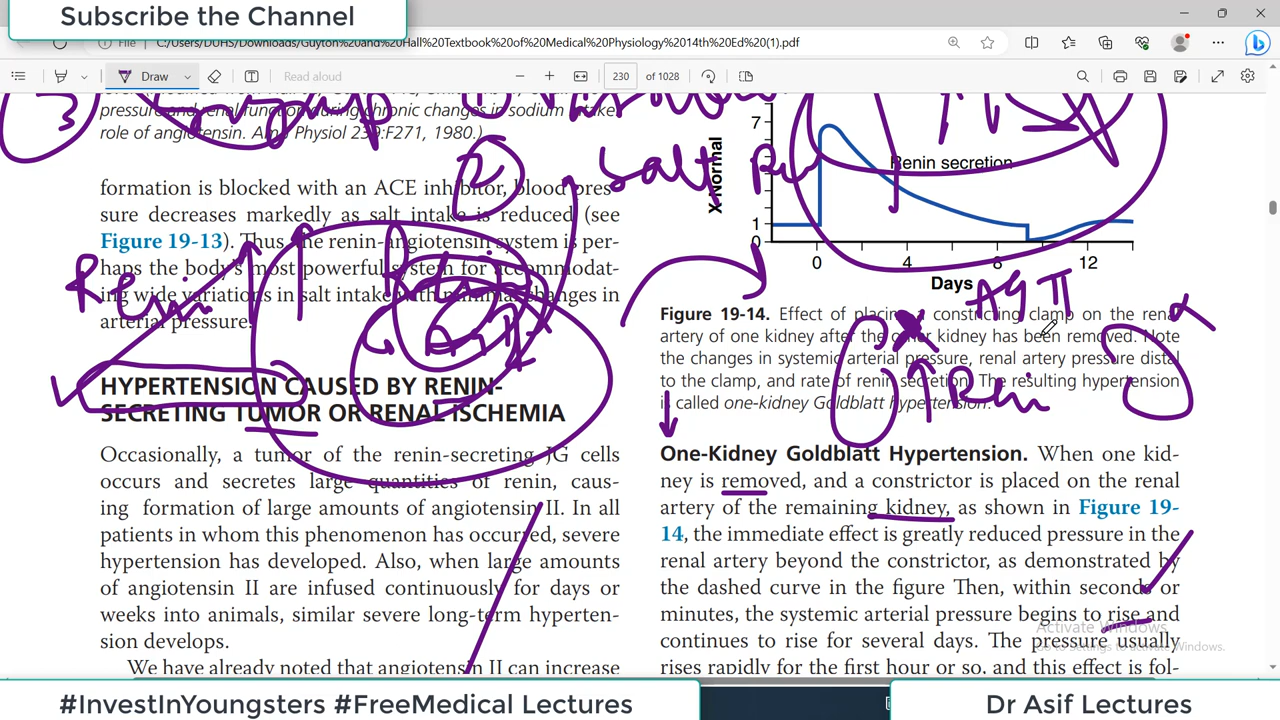 Subscribe the Channel
File
C:/Users/DUHS/Downloads/Guyton%20and%20Hall%20Textbook%20of%20Medical%20Physiology%2014th%20Ed%20(1).pdf
Draw
Read aloud
230 of 1028
pressure and renal function during chronic changes in sodium intake
role of angiotensin. Am J Physiol 239:F271, 1980.)
formation is blocked with an ACE inhibitor, blood pres-
sure decreases markedly as salt intake is reduced (see
Figure 19-13). Thus, the renin-angiotensin system is per-
haps the body's most powerful system for accommodat-
ing wide variations in salt intake with minimal changes in
arterial pressure.
HYPERTENSION CAUSED BY RENIN-
SECRETING TUMOR OR RENAL ISCHEMIA
Occasionally, a tumor of the renin-secreting JG cells
occurs and secretes large quantities of renin, caus-
ing formation of large amounts of angiotensin II. In all
patients in whom this phenomenon has occurred, severe
hypertension has developed. Also, when large amounts
of angiotensin II are infused continuously for days or
weeks into animals, similar severe long-term hyperten-
sion develops.
We have already noted that angiotensin II can increase
3
2
Salt
Renin
7
1
0
X Normal
Renin secretion
0 4 8 12
Days
Ag II
Renin
Figure 19-14. Effect of placing a constricting clamp on the renal
artery of one kidney after the other kidney has been removed. Note
the changes in systemic arterial pressure, renal artery pressure distal
to the clamp, and rate of renin secretion. The resulting hypertension
is called one-kidney Goldblatt hypertension.
One-Kidney Goldblatt Hypertension. When one kid-
ney is removed, and a constrictor is placed on the renal
artery of the remaining kidney, as shown in Figure 19-
14, the immediate effect is greatly reduced pressure in the
renal artery beyond the constrictor, as demonstrated by
the dashed curve in the figure Then, within seconds or
minutes, the systemic arterial pressure begins to rise and
continues to rise for several days. The pressure usually
rises rapidly for the first hour or so, and this effect is fol-
Activate Windows
Go to Settings to activate Windows.
#InvestInYoungsters #FreeMedical Lectures
Dr Asif Lectures